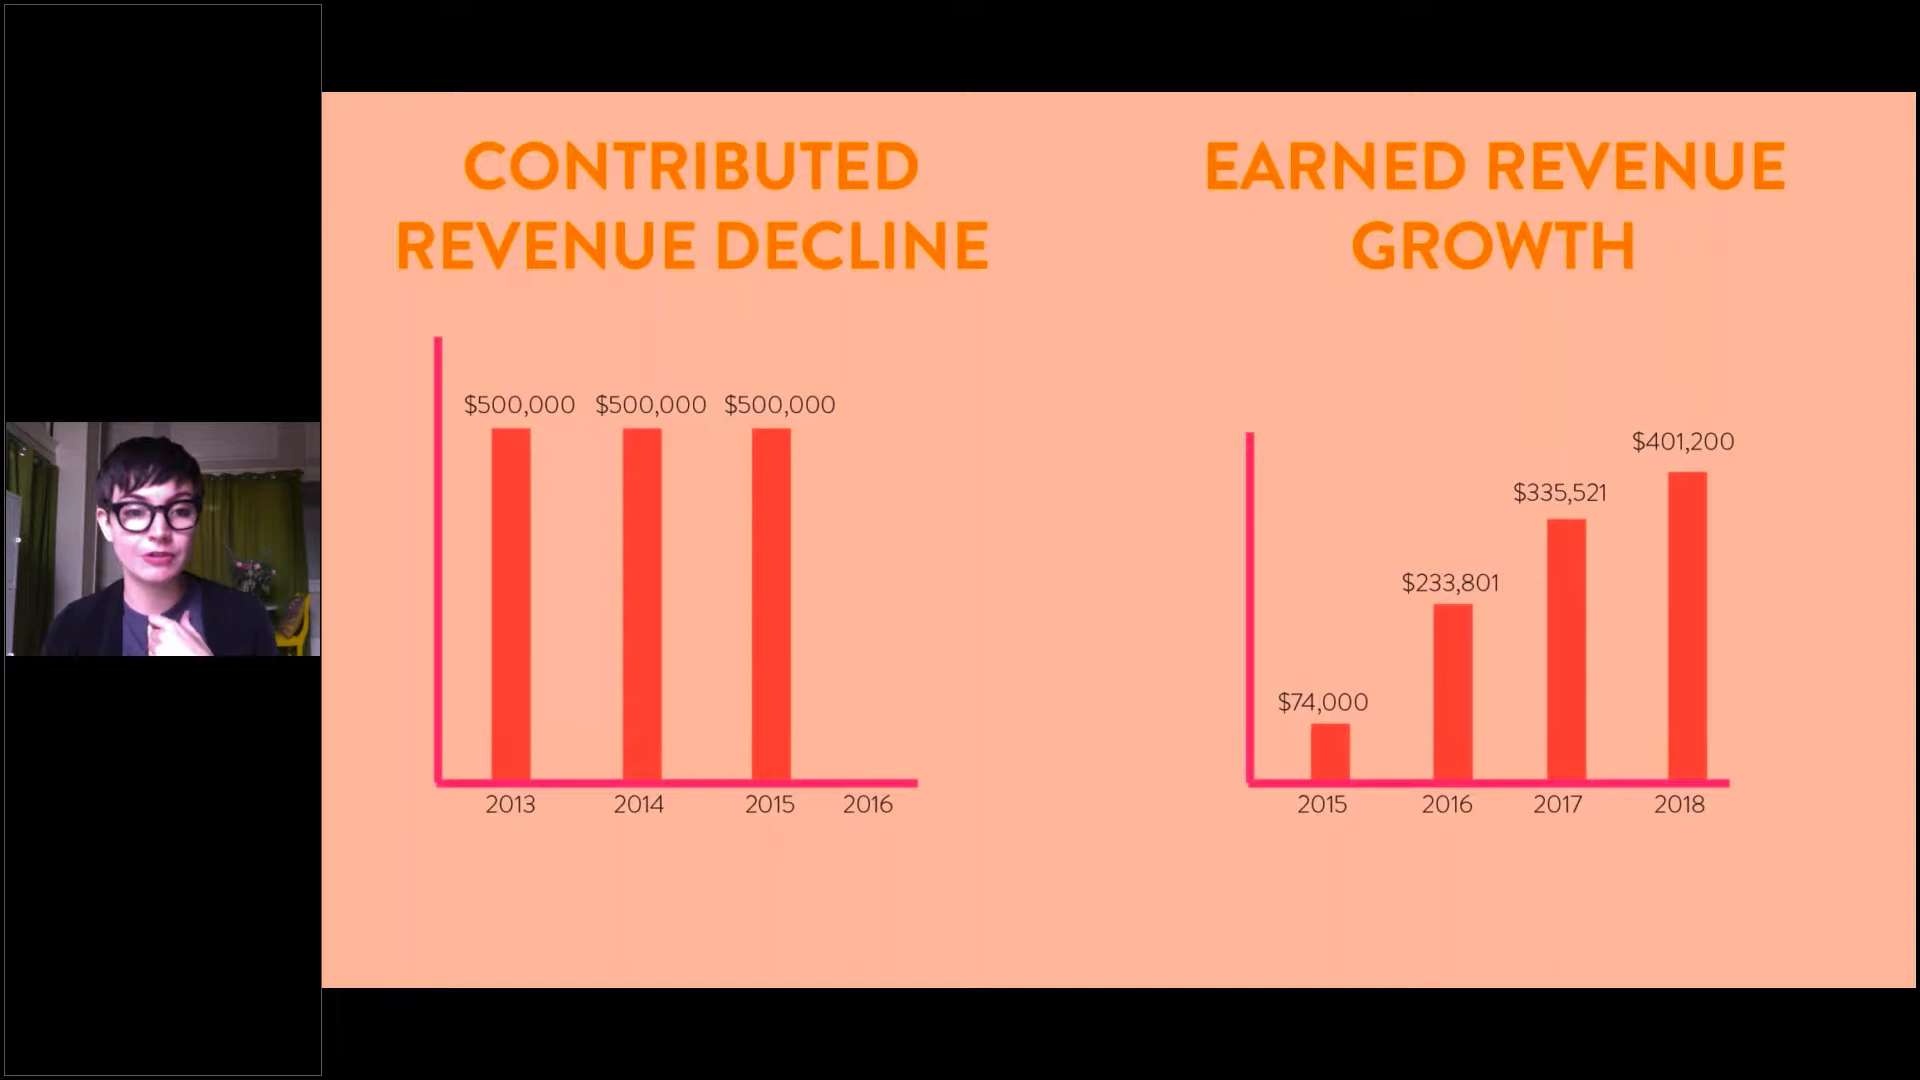 CONTRIBUTED
REVENUE DECLINE
$500,000 $500,000 $500,000
2013 2014 2015 2016
EARNED REVENUE
GROWTH
$401,200
$335,521
$233,801
$74,000
2015 2016 2017 2018